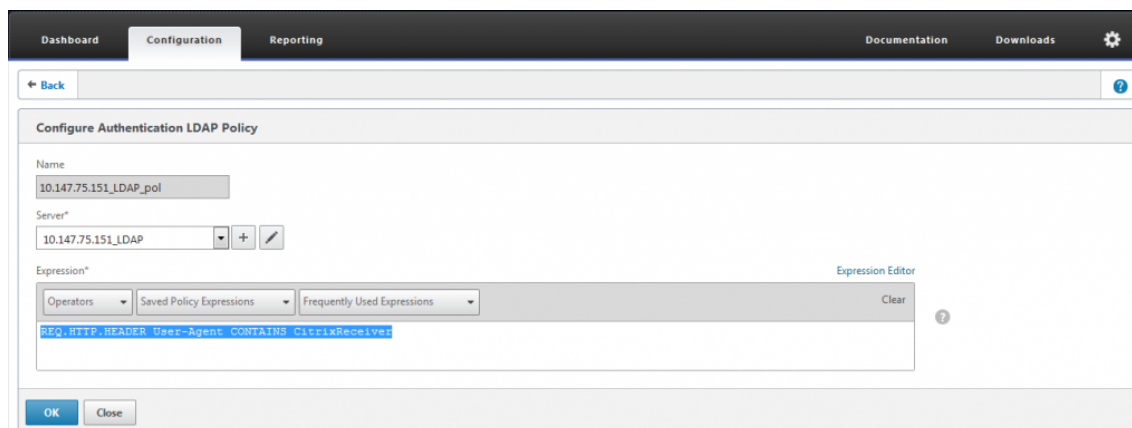 Dashboard Configuration Reporting Documentation Downloads
Back ?
Configure Authentication LDAP Policy
Name
10.147.75.151_LDAP_pol
Server*
10.147.75.151_LDAP +
Expression* Expression Editor
Operators Saved Policy Expressions Frequently Used Expressions Clear
?
REQ.HTTP.HEADER User-Agent CONTAINS CitrixReceiver
OK Close